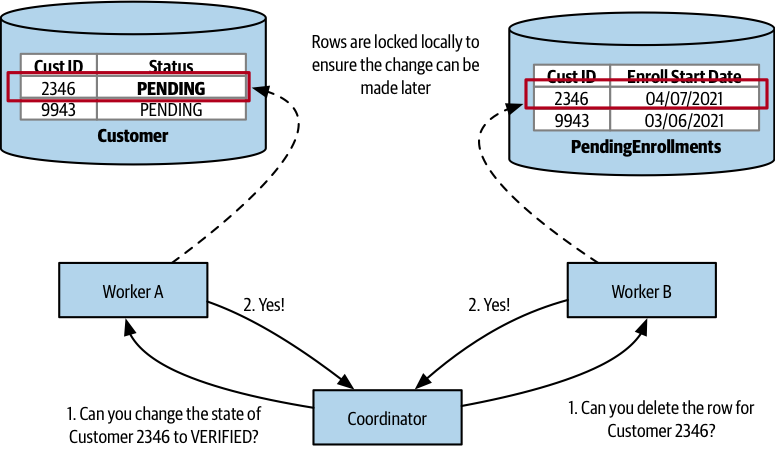 Cust ID Status
2346 PENDING
9943 PENDING
Customer
Rows are locked locally to
ensure the change can be
made later
Cust ID Enroll Start Date
2346 04/07/2021
9943 03/06/2021
PendingEnrollments
Worker A
Worker B
2. Yes!
2. Yes!
1. Can you change the state of
Customer 2346 to VERIFIED?
Coordinator
1. Can you delete the row for
Customer 2346?